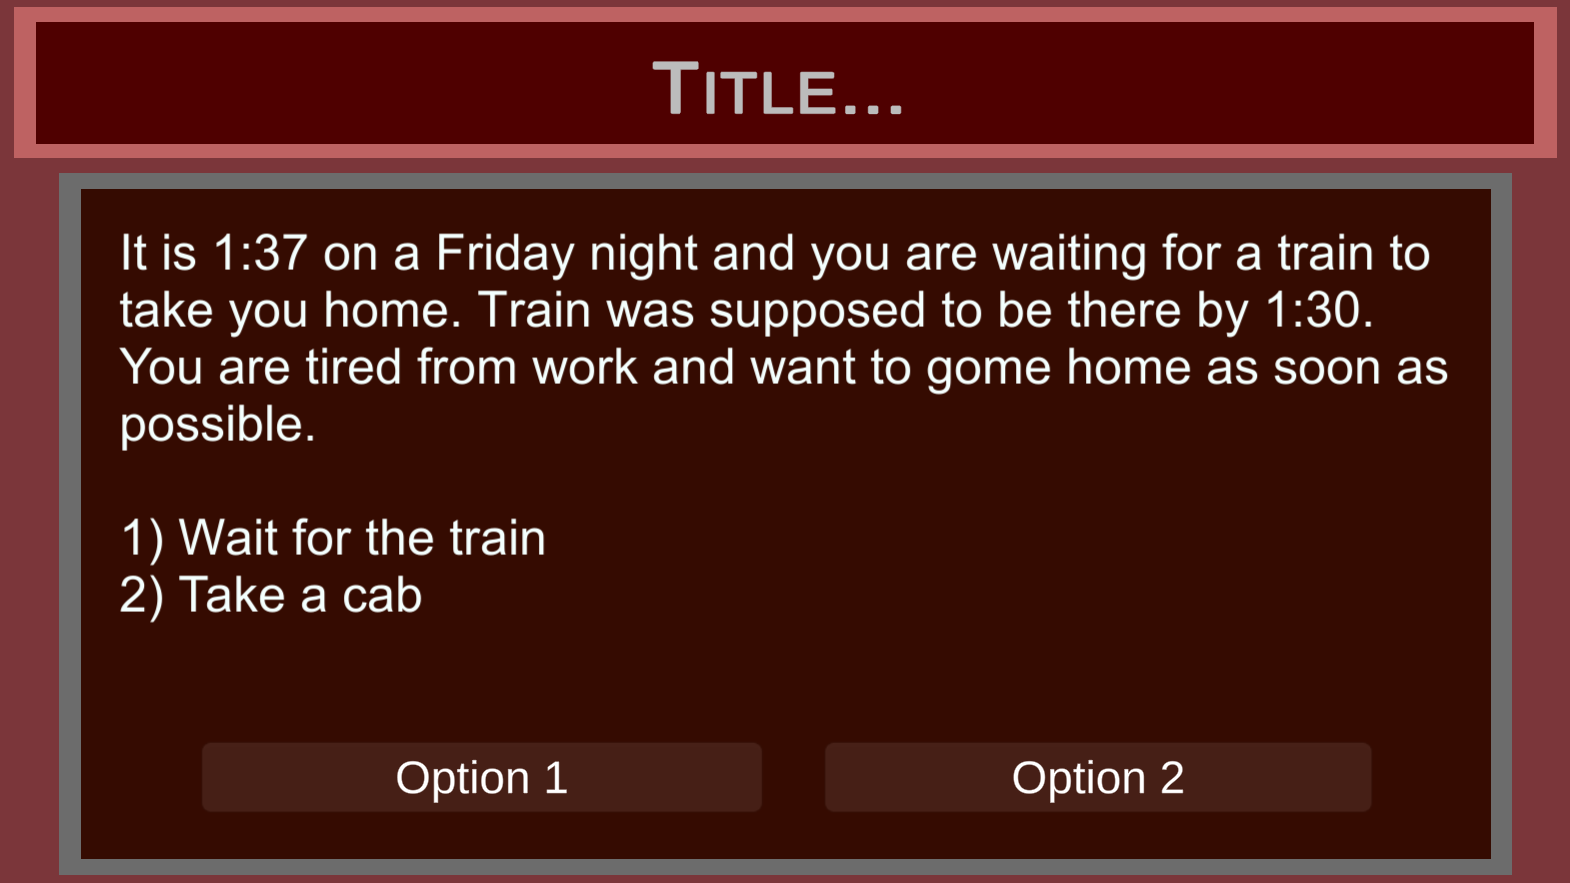 Title...
It is 1:37 on a Friday night and you are waiting for a train to
take you home. Train was supposed to be there by 1:30.
You are tired from work and want to gome home as soon as
possible.
1) Wait for the train
2) Take a cab
Option 1
Option 2